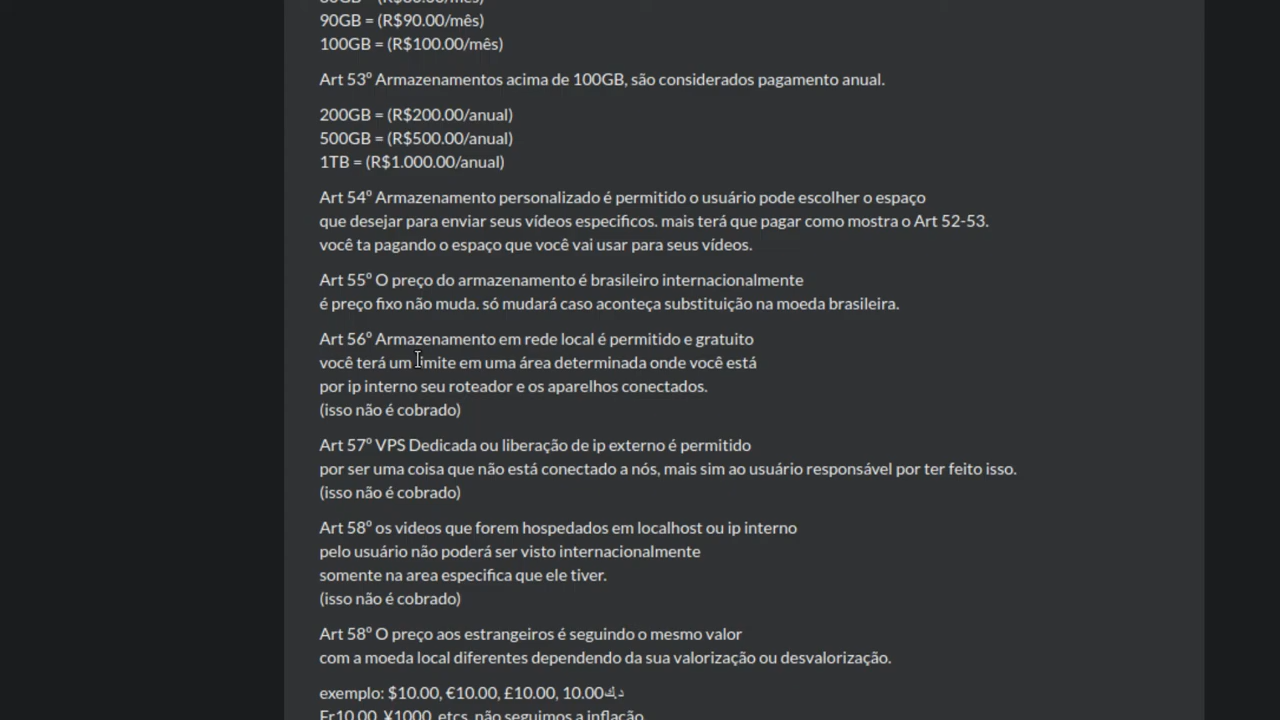 90GB = (R$90.00/mês)
100GB = (R$100.00/mês)
Art 53º Armazenamentos acima de 100GB, são considerados pagamento anual.
200GB = (R$200.00/anual)
500GB = (R$500.00/anual)
1TB = (R$1.000.00/anual)
Art 54º Armazenamento personalizado é permitido o usuário pode escolher o espaço
que desejar para enviar seus vídeos especificos. mais terá que pagar como mostra o Art 52-53.
você ta pagando o espaço que você vai usar para seus vídeos.
Art 55º O preço do armazenamento é brasileiro internacionalmente
é preço fixo não muda. só mudará caso aconteça substituição na moeda brasileira.
Art 56º Armazenamento em rede local é permitido e gratuito
você terá um limite em uma área determinada onde você está
por ip interno seu roteador e os aparelhos conectados.
(isso não é cobrado)
Art 57º VPS Dedicada ou liberação de ip externo é permitido
por ser uma coisa que não está conectado a nós, mais sim ao usuário responsável por ter feito isso.
(isso não é cobrado)
Art 58º os videos que forem hospedados em localhost ou ip interno
pelo usuário não poderá ser visto internacionalmente
somente na area especifica que ele tiver.
(isso não é cobrado)
Art 58º O preço aos estrangeiros é seguindo o mesmo valor
com a moeda local diferentes dependendo da sua valorização ou desvalorização.
exemplo: $10.00, €10.00, £10.00, 10.00د.ك
Fr10.00, ¥1000, etcs, não seguimos a inflação